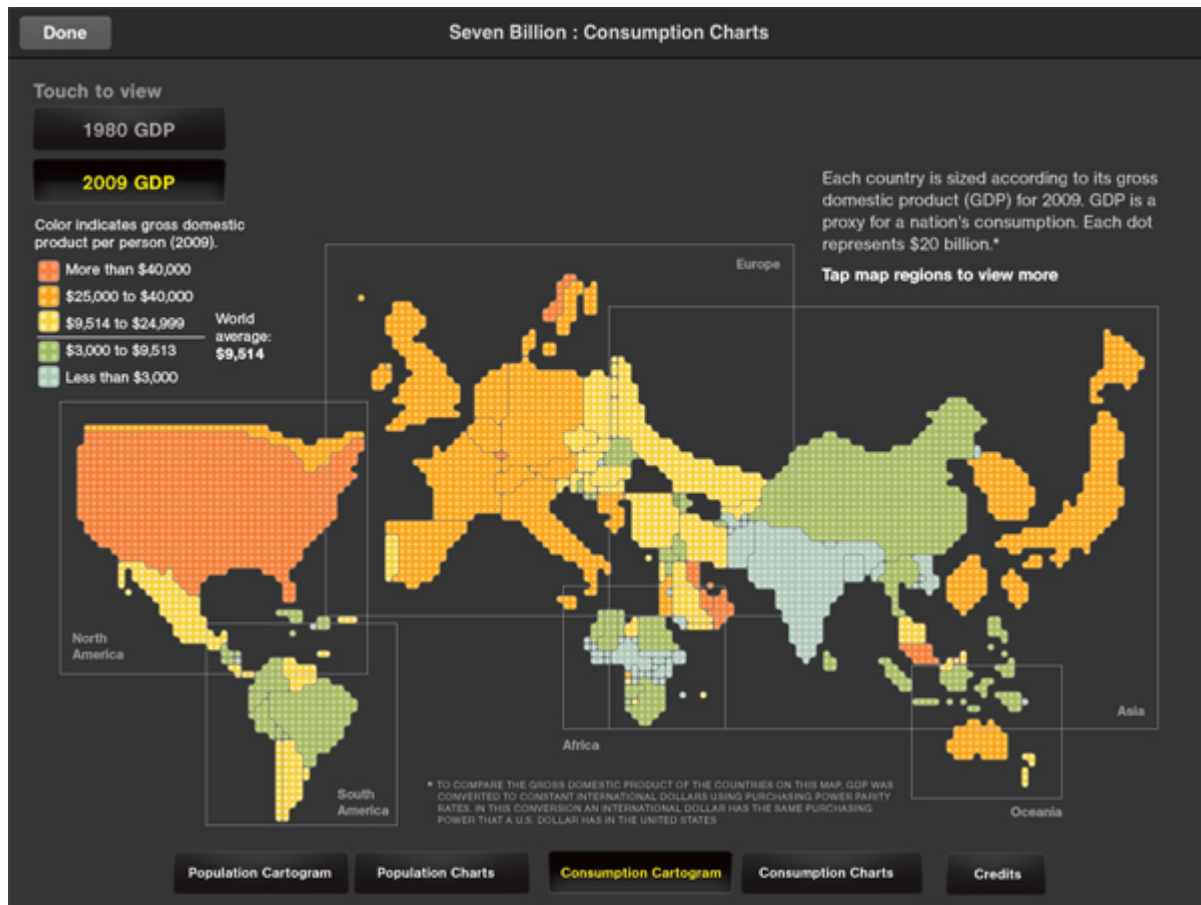 Done
Seven Billion : Consumption Charts
Touch to view
1980 GDP
2009 GDP
Color indicates gross domestic
product per person (2009).
More than $40,000
$25,000 to $40,000
$9,514 to $24,999
$3,000 to $9,513
Less than $3,000
World
average:
$9,514
Each country is sized according to its gross
domestic product (GDP) for 2009. GDP is a
proxy for a nation's consumption. Each dot
represents $20 billion.*
Tap map regions to view more
Europe
North
America
South
America
Africa
Asia
Oceania
* TO COMPARE THE GROSS DOMESTIC PRODUCT OF THE COUNTRIES ON THIS MAP, GDP WAS
CONVERTED TO CONSTANT INTERNATIONAL DOLLARS USING PURCHASING POWER PARITY
RATES. IN THIS CONVERSION AN INTERNATIONAL DOLLAR HAS THE SAME PURCHASING
POWER THAT A U.S. DOLLAR HAS IN THE UNITED STATES
Population Cartogram
Population Charts
Consumption Cartogram
Consumption Charts
Credits